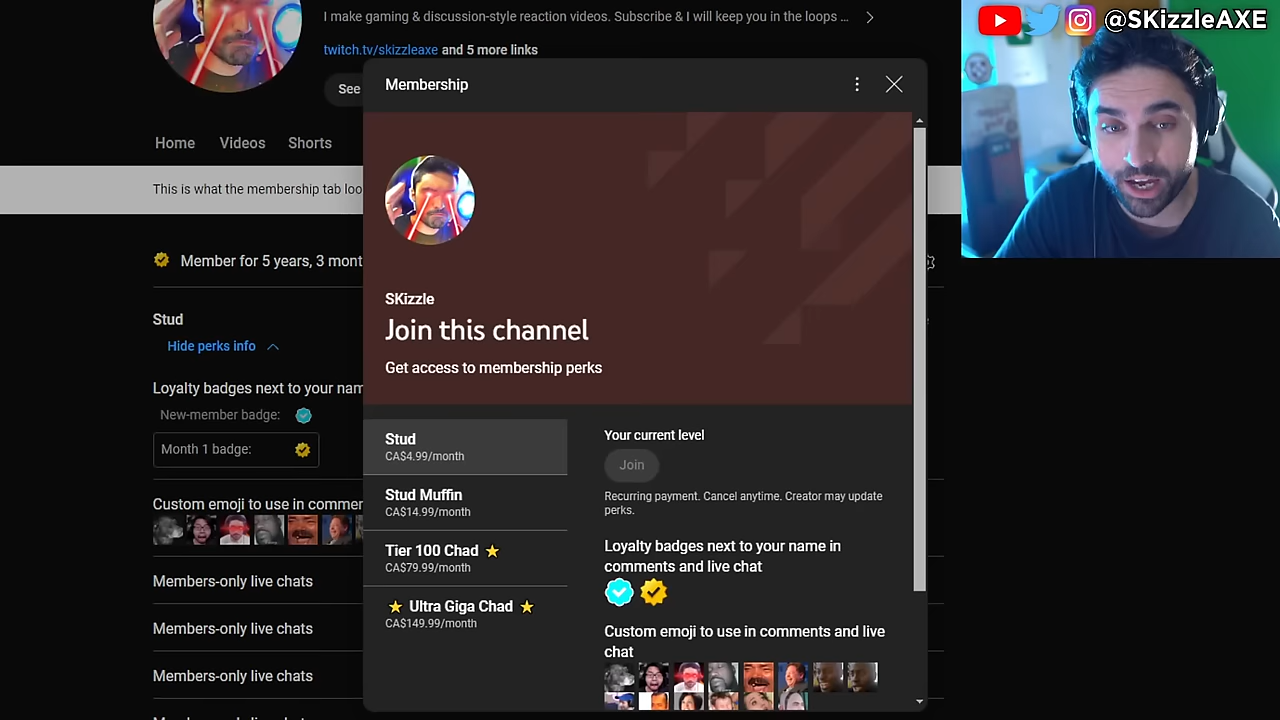 I make gaming & discussion-style reaction videos. Subscribe & I will keep you in the loops ...
twitch.tv/skizzleaxe and 5 more links
See
@SKizzleAXE
Home
Videos
Shorts
This is what the membership tab loo
Member for 5 years, 3 mont
Stud
Hide perks info
Loyalty badges next to your nam
New-member badge:
Month 1 badge:
Custom emoji to use in commen
Members-only live chats
Members-only live chats
Members-only live chats
Membership
SKizzle
Join this channel
Get access to membership perks
Stud
CA$4.99/month
Stud Muffin
CA$14.99/month
Tier 100 Chad
CA$79.99/month
Ultra Giga Chad
CA$149.99/month
Your current level
Join
Recurring payment. Cancel anytime. Creator may update
perks.
Loyalty badges next to your name in
comments and live chat
Custom emoji to use in comments and live
chat